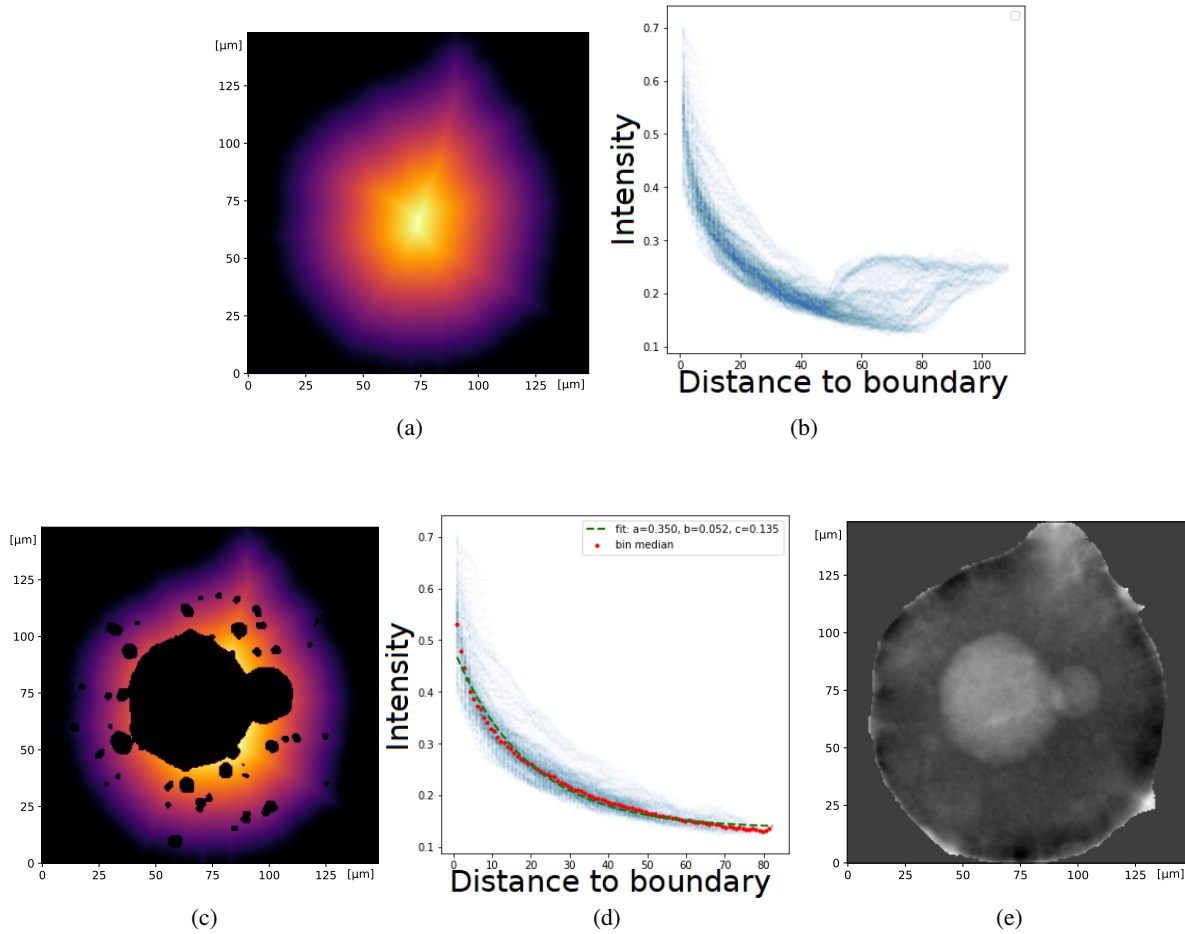 [µm]
125
100
75
50
25
0
0 25 50 75 100 125 [µm]
(a)
0.7
0.6
0.5
0.4
0.3
0.2
0.1
Intensity
0 20 40 60 80 100
Distance to boundary
(b)
[µm]
125
100
75
50
25
0
0 25 50 75 100 125 [µm]
(c)
fit: a=0.350, b=0.052, c=0.135
bin median
0.7
0.6
0.5
0.4
0.3
0.2
0.1
Intensity
0 10 20 30 40 50 60 70 80
Distance to boundary
(d)
[µm]
125
100
75
50
25
0
0 25 50 75 100 125 [µm]
(e)